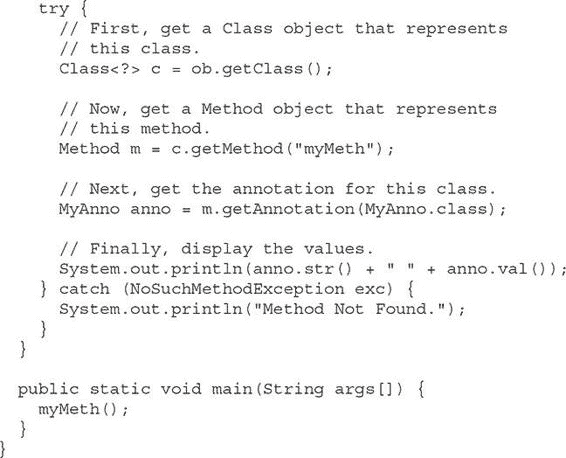 try {
      // First, get a Class object that represents
      // this class.
      Class<?> c = ob.getClass();

      // Now, get a Method object that represents
      // this method.
      Method m = c.getMethod("myMeth");

      // Next, get the annotation for this class.
      MyAnno anno = m.getAnnotation(MyAnno.class);

      // Finally, display the values.
      System.out.println(anno.str() + " " + anno.val());
    } catch (NoSuchMethodException exc) {
      System.out.println("Method Not Found.");
    }
  }

  public static void main(String args[]) {
    myMeth();
  }
}